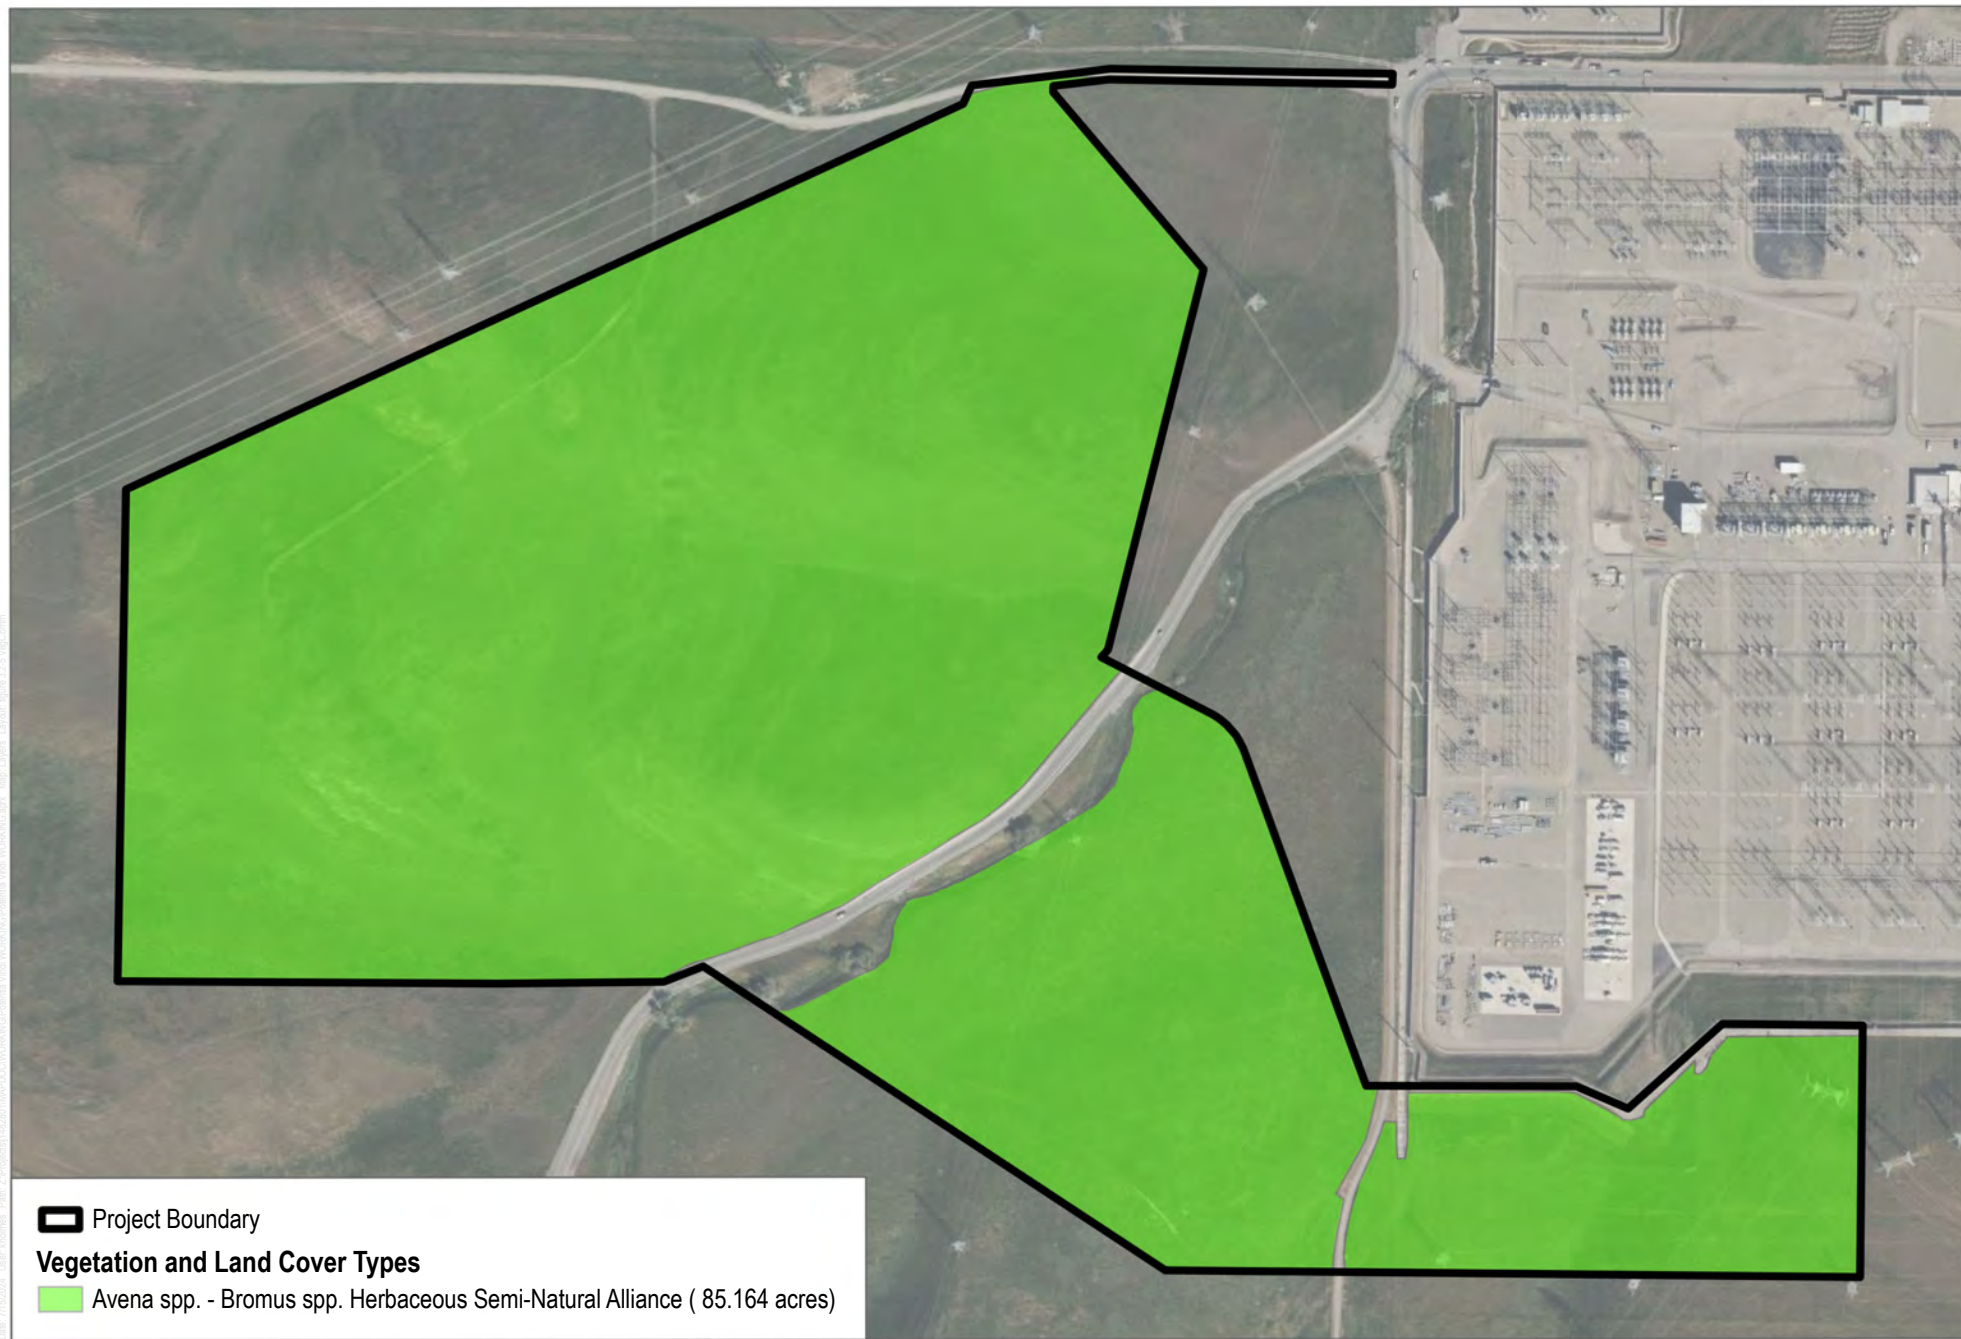 Project Boundary
Vegetation and Land Cover Types
Avena spp. - Bromus spp. Herbaceous Semi-Natural Alliance ( 85.164 acres)